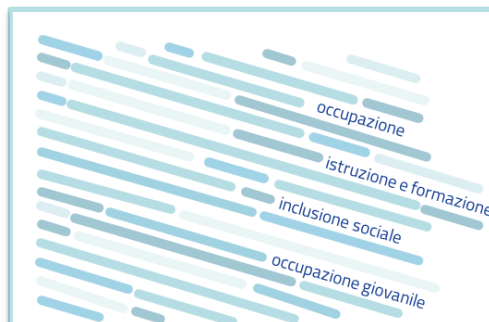 occupazione
istruzione e formazione
inclusione sociale
occupazione giovanile